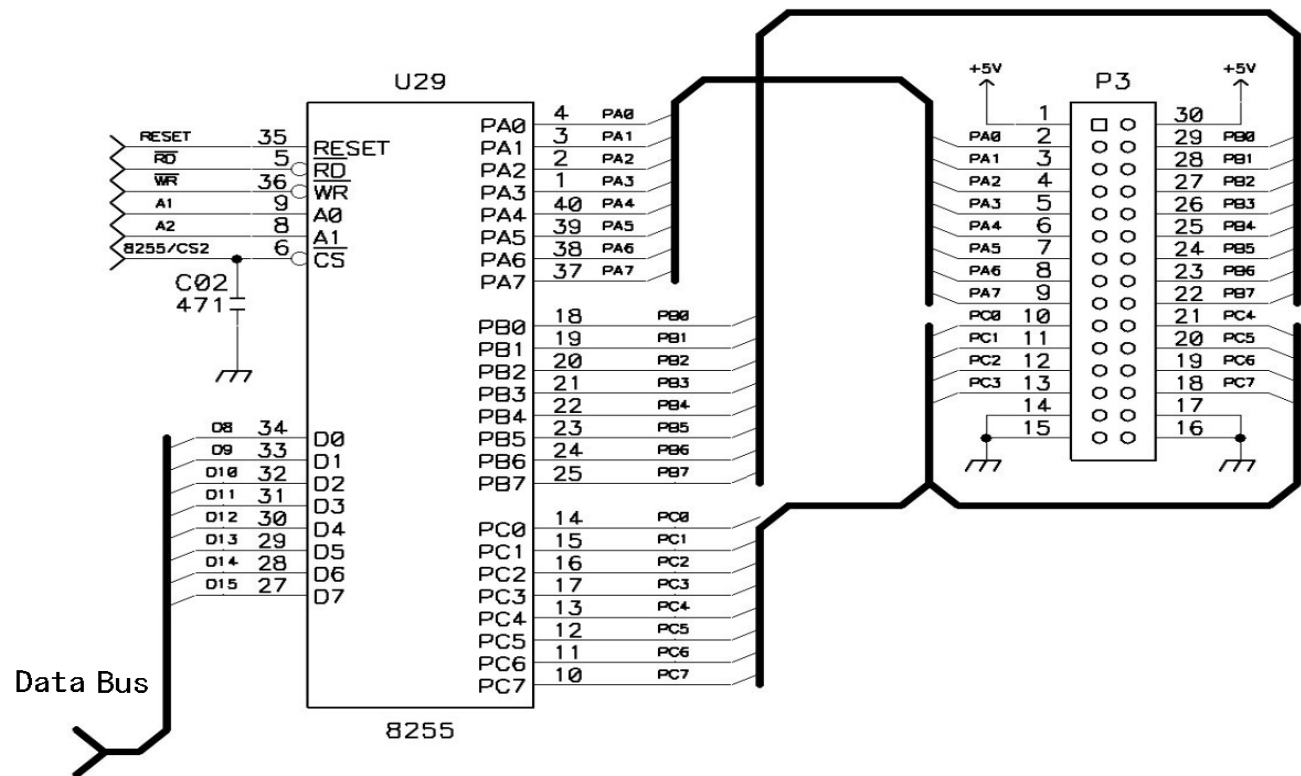 U29
RESET 35 RESET
RD 5 RD
WR 36 WR
A1 9 A0
A2 8 A1
8255/CS2 6 CS
C02
471
D8 34 D0
D9 33 D1
D10 32 D2
D11 31 D3
D12 30 D4
D13 29 D5
D14 28 D6
D15 27 D7
Data Bus
PA0 4 PA0
PA1 3 PA1
PA2 2 PA2
PA3 1 PA3
PA4 40 PA4
PA5 39 PA5
PA6 38 PA6
PA7 37 PA7
PB0 18 PB0
PB1 19 PB1
PB2 20 PB2
PB3 21 PB3
PB4 22 PB4
PB5 23 PB5
PB6 24 PB6
PB7 25 PB7
PC0 14 PC0
PC1 15 PC1
PC2 16 PC2
PC3 17 PC3
PC4 13 PC4
PC5 12 PC5
PC6 11 PC6
PC7 10 PC7
8255
+5V P3 +5V
1 30
PA0 2 29 PB0
PA1 3 28 PB1
PA2 4 27 PB2
PA3 5 26 PB3
PA4 6 25 PB4
PA5 7 24 PB5
PA6 8 23 PB6
PA7 9 22 PB7
PC0 10 21 PC4
PC1 11 20 PC5
PC2 12 19 PC6
PC3 13 18 PC7
14 17
15 16